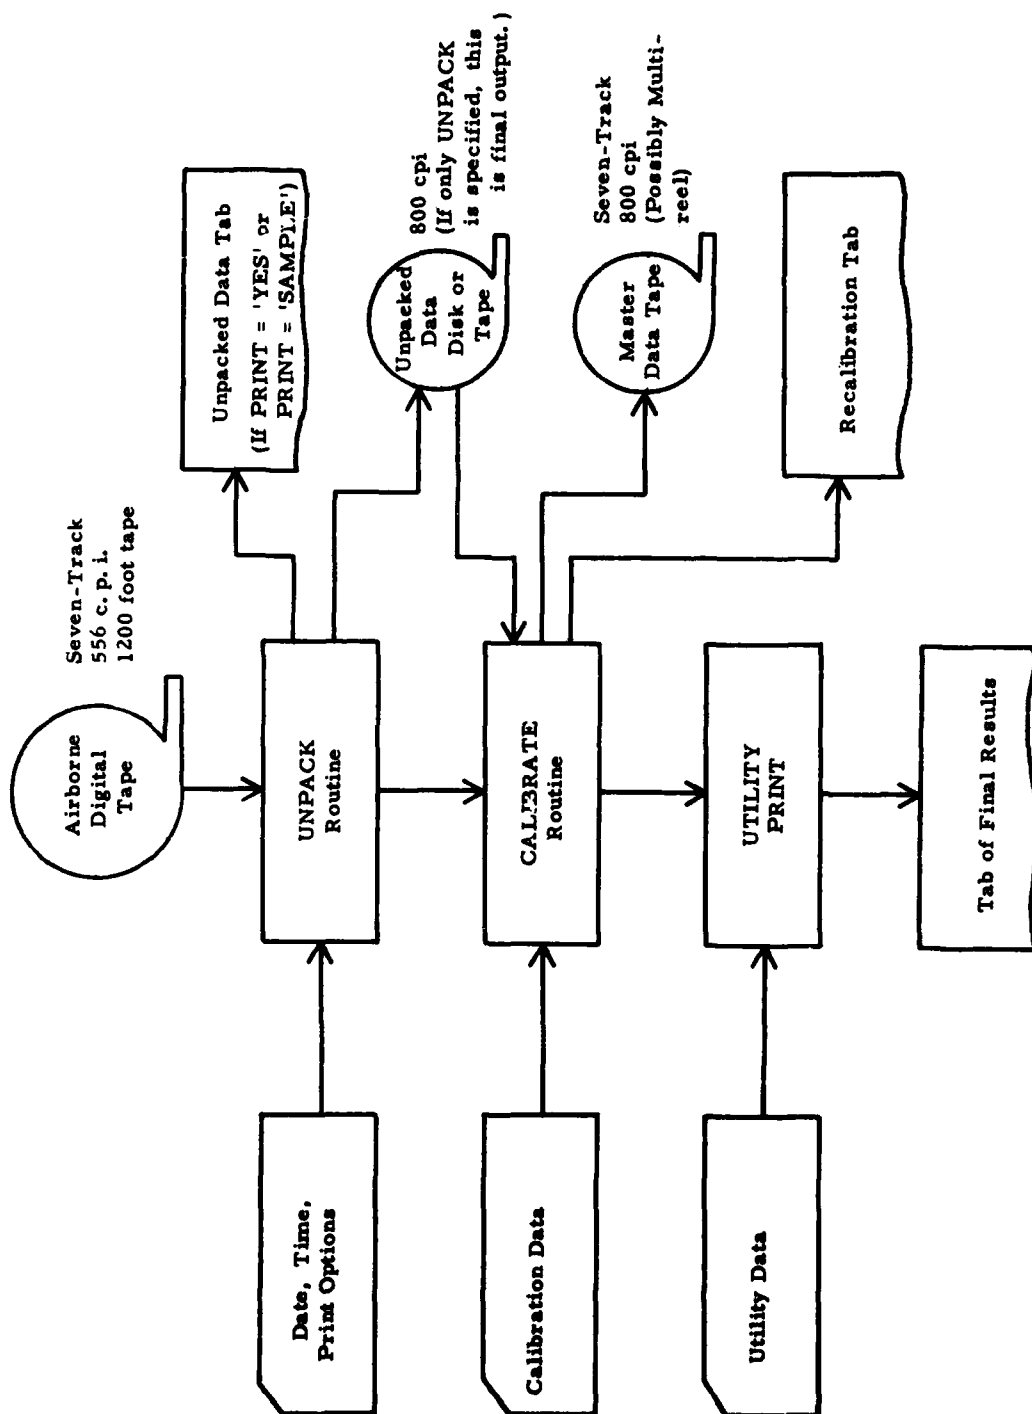 Airborne
Digital
Tape
Seven-Track
556 c. p. i.
1200 foot tape
Date, Time,
Print Options
UNPACK
Routine
Unpacked Data Tab
(If PRINT = 'YES' or
PRINT = 'SAMPLE')
Unpacked
Data
Disk or
Tape
800 cpi
(If only UNPACK
is specified, this
is final output.)
Calibration Data
CALIBRATE
Routine
Master
Data Tape
Seven-Track
800 cpi
(Possibly Multi-
reel)
Recalibration Tab
Utility Data
UTILITY
PRINT
Tab of Final Results